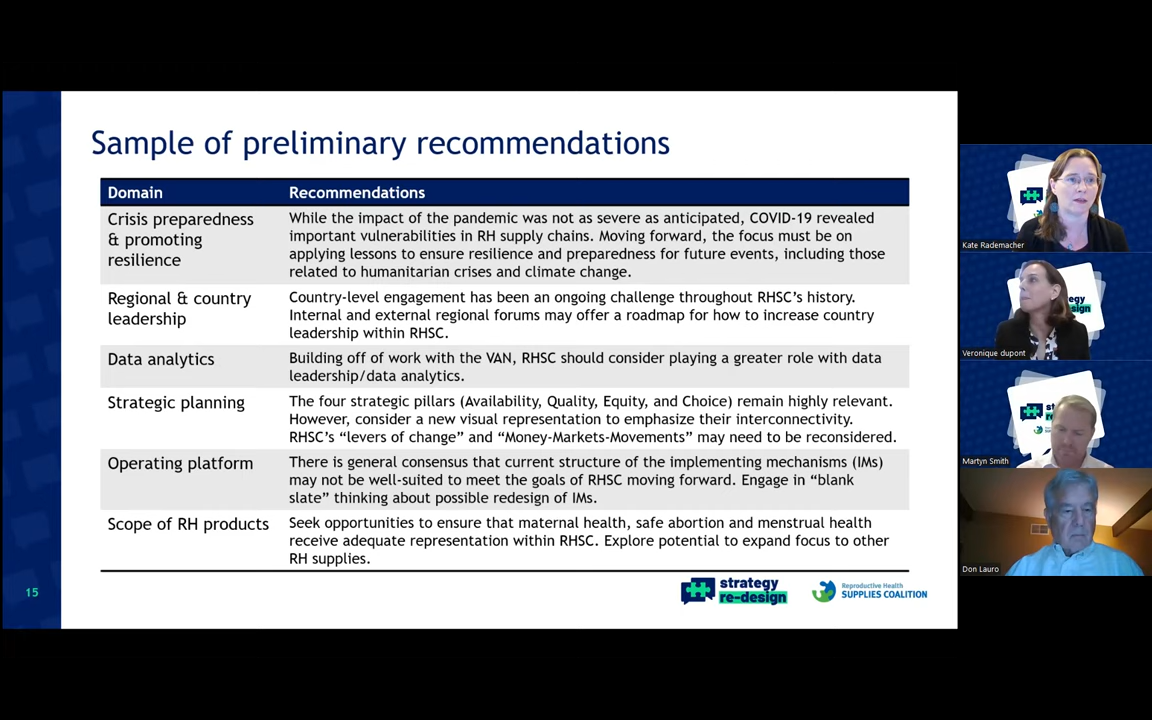 Sample of preliminary recommendations
Domain
Recommendations
Crisis preparedness
& promoting
resilience
While the impact of the pandemic was not as severe as anticipated, COVID-19 revealed
important vulnerabilities in RH supply chains. Moving forward, the focus must be on
applying lessons to ensure resilience and preparedness for future events, including those
related to humanitarian crises and climate change.
Regional & country
leadership
Country-level engagement has been an ongoing challenge throughout RHSC's history.
Internal and external regional forums may offer a roadmap for how to increase country
leadership within RHSC.
Data analytics
Building off of work with the VAN, RHSC should consider playing a greater role with data
leadership/data analytics.
Strategic planning
The four strategic pillars (Availability, Quality, Equity, and Choice) remain highly relevant.
However, consider a new visual representation to emphasize their interconnectivity.
RHSC's “levers of change” and “Money-Markets-Movements” may need to be reconsidered.
Operating platform
There is general consensus that current structure of the implementing mechanisms (IMs)
may not be well-suited to meet the goals of RHSC moving forward. Engage in “blank
slate” thinking about possible redesign of IMs.
Scope of RH products
Seek opportunities to ensure that maternal health, safe abortion and menstrual health
receive adequate representation within RHSC. Explore potential to expand focus to other
RH supplies.
15
strategy
re-design
Reproductive Health
SUPPLIES COALITION
Kate Rademacher
Veronique dupont
Martyn Smith
Don Lauro